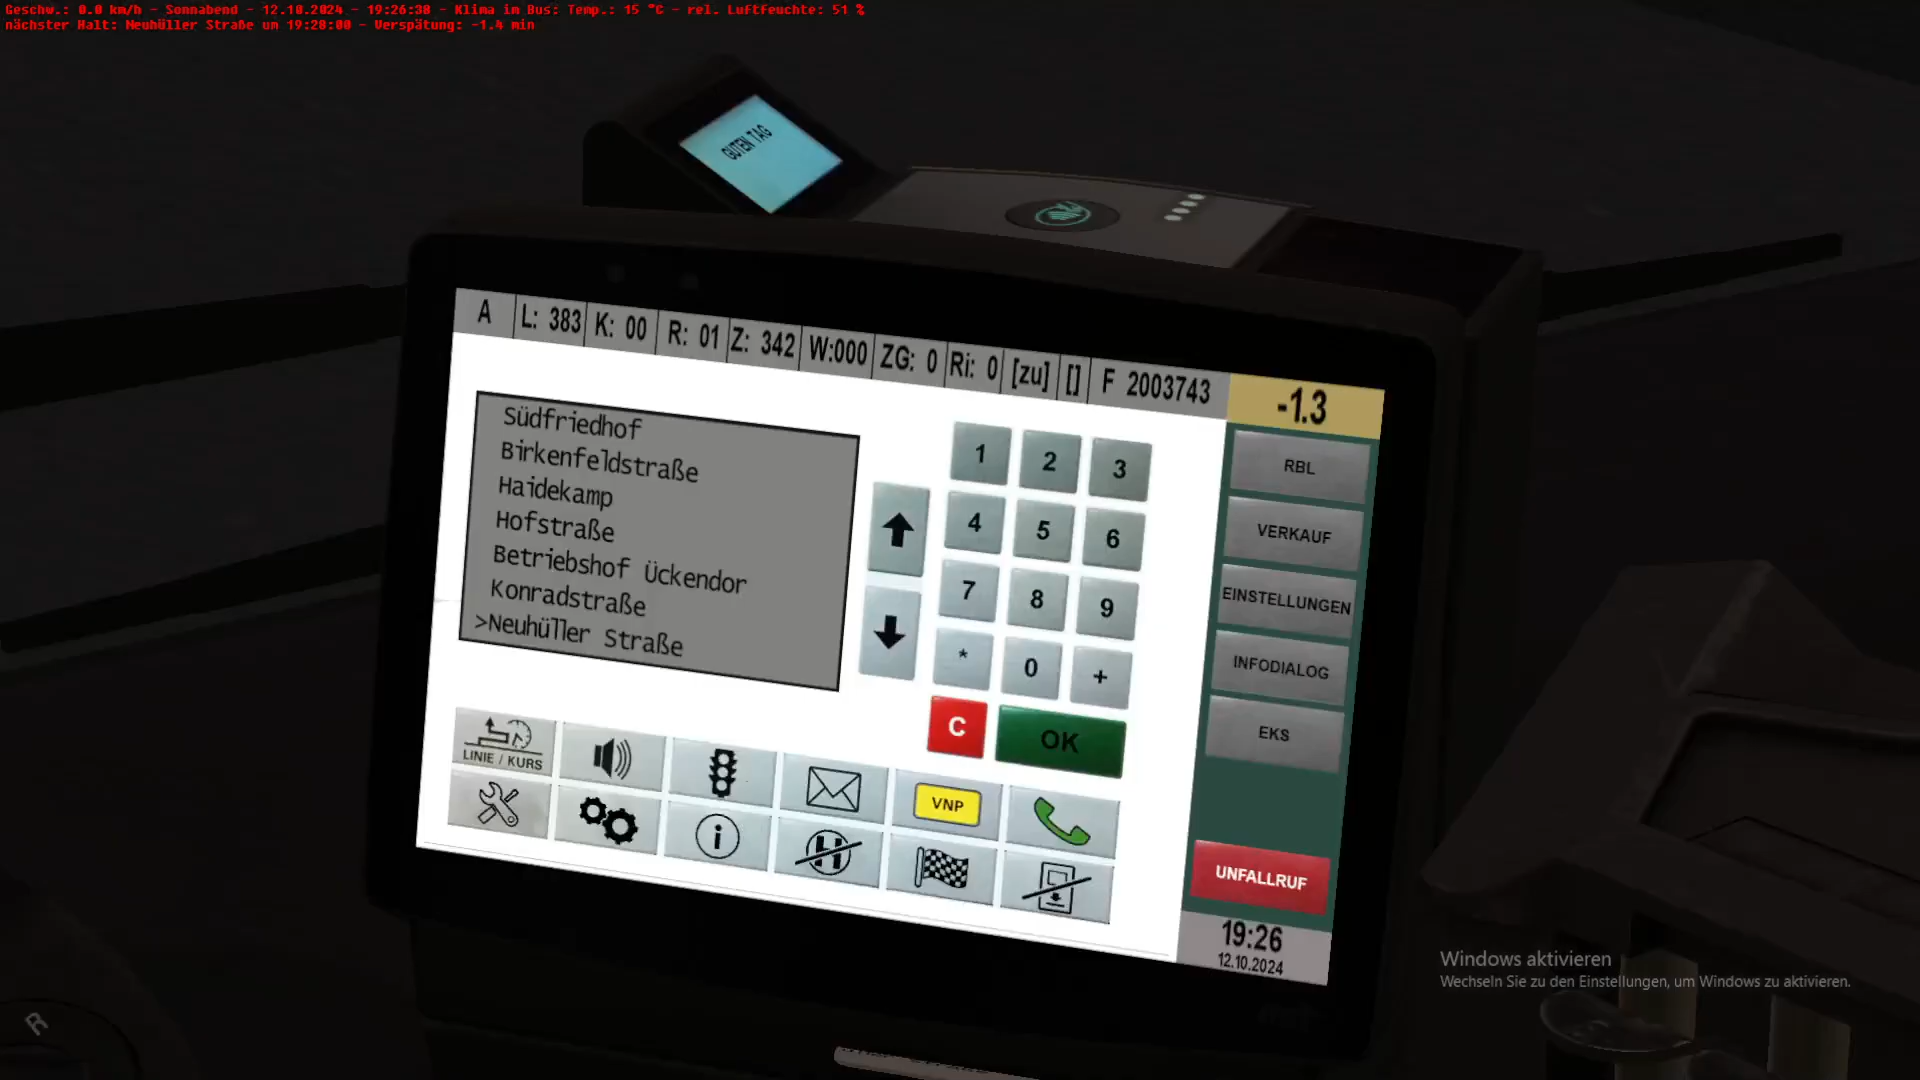 Geschw.: 0.0 km/h - Sonnabend - 12.10.2024 - 19:26:38 - Klima im Bus: Temp.: 15 °C - rel. Luftfeuchte: 51 %
nächster Halt: Neuhüller Straße um 19:28:00 - Verspätung: -1.4 min
GUTEN TAG
A L: 383 K: 00 R: 01 Z: 342 W:000 ZG: 0 Ri: 0 [zu] [] F 2003743 -1.3
Südfriedhof
Birkenfeldstraße
Haidekamp
Hofstraße
Betriebshof Ückendor
Konradstraße
>Neuhüller Straße
1 2 3
4 5 6
7 8 9
* 0 +
C OK
RBL
VERKAUF
EINSTELLUNGEN
INFODIALOG
EKS
UNFALLRUF
LINIE / KURS
VNP
i
H
19:26
12.10.2024
R
Windows aktivieren
Wechseln Sie zu den Einstellungen, um Windows zu aktivieren.